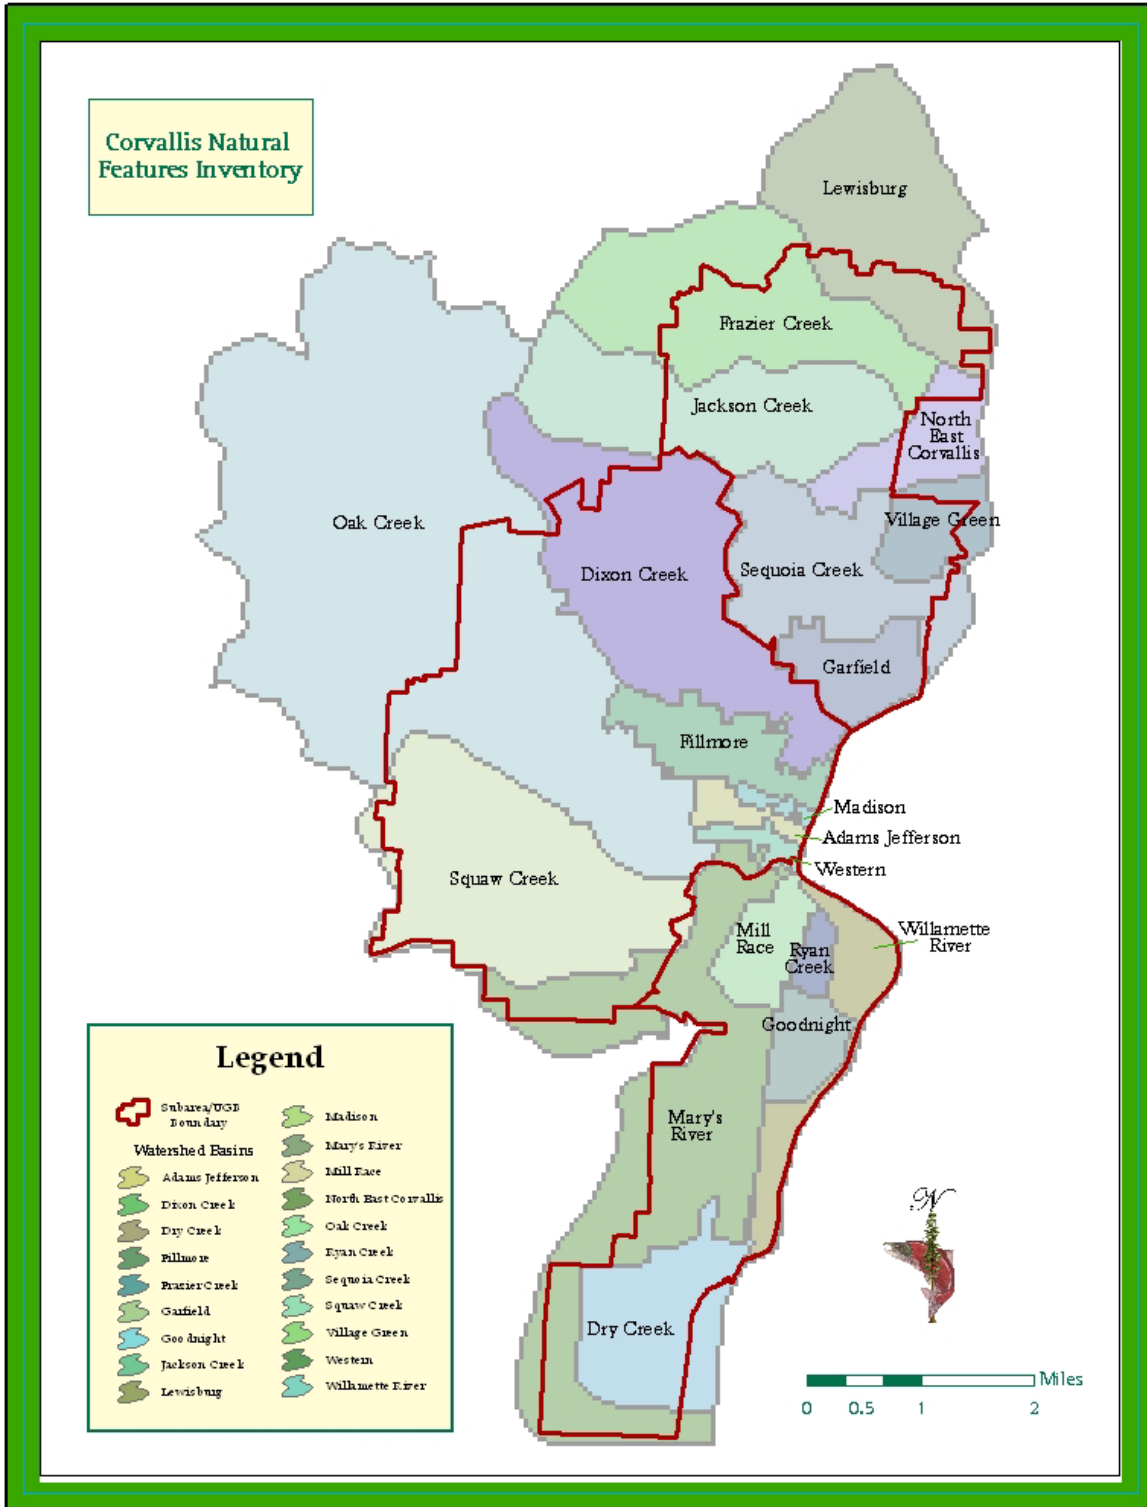 Corvallis Natural
Features Inventory
Lewisburg
Frazier Creek
Jackson Creek
North
East
Corvallis
Oak Creek
Village Green
Dixon Creek
Sequoia Creek
Garfield
Fillmore
Madison
Adams Jefferson
Western
Squaw Creek
Mill
Race
Ryan
Creek
Willamette
River
Goodnight
Mary's
River
Dry Creek
Legend
Subarea/UGB
Boundary
Watershed Basins
Adams Jefferson
Dixon Creek
Dry Creek
Fillmore
Frazier Creek
Garfield
Goodnight
Jackson Creek
Lewisburg
Madison
Mary's River
Mill Race
North East Corvallis
Oak Creek
Ryan Creek
Sequoia Creek
Squaw Creek
Village Green
Western
Willamette River
N
Miles
0 0.5 1 2